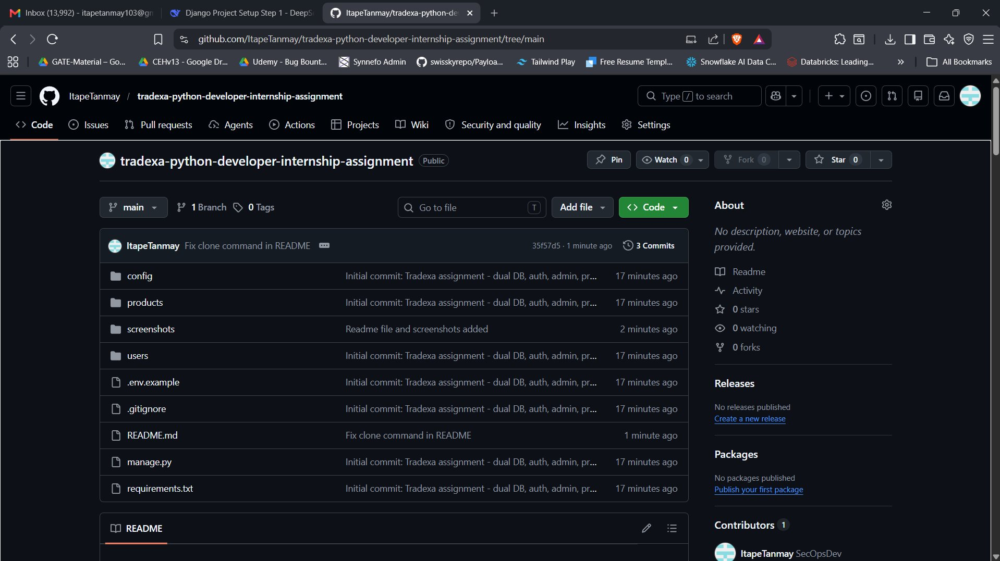 Inbox (13,992) - itapetanmay103@gm
Django Project Setup Step 1 - DeepS
ItapeTanmay/tradexa-python-de
github.com/ItapeTanmay/tradexa-python-developer-internship-assignment/tree/main
GATE-Material – Go...
CEHv13 - Google Dr...
Udemy - Bug Bount...
Synnefo Admin
swisskyrepo/Payloa...
Tailwind Play
Free Resume Templ...
Snowflake AI Data C...
Databricks: Leading...
All Bookmarks
ItapeTanmay / tradexa-python-developer-internship-assignment
Type / to search
Code
Issues
Pull requests
Agents
Actions
Projects
Wiki
Security and quality
Insights
Settings
tradexa-python-developer-internship-assignment Public
Pin
Watch 0
Fork 0
Star 0
main
1 Branch
0 Tags
Go to file T
Add file
Code
ItapeTanmay Fix clone command in README
35f57d5 · 1 minute ago
3 Commits
config Initial commit: Tradexa assignment - dual DB, auth, admin, pr... 17 minutes ago
products Initial commit: Tradexa assignment - dual DB, auth, admin, pr... 17 minutes ago
screenshots Readme file and screenshots added 2 minutes ago
users Initial commit: Tradexa assignment - dual DB, auth, admin, pr... 17 minutes ago
.env.example Initial commit: Tradexa assignment - dual DB, auth, admin, pr... 17 minutes ago
.gitignore Initial commit: Tradexa assignment - dual DB, auth, admin, pr... 17 minutes ago
README.md Fix clone command in README 1 minute ago
manage.py Initial commit: Tradexa assignment - dual DB, auth, admin, pr... 17 minutes ago
requirements.txt Initial commit: Tradexa assignment - dual DB, auth, admin, pr... 17 minutes ago
README
About
No description, website, or topics
provided.
Readme
Activity
0 stars
0 watching
0 forks
Releases
No releases published
Create a new release
Packages
No packages published
Publish your first package
Contributors 1
ItapeTanmay SecOpsDev